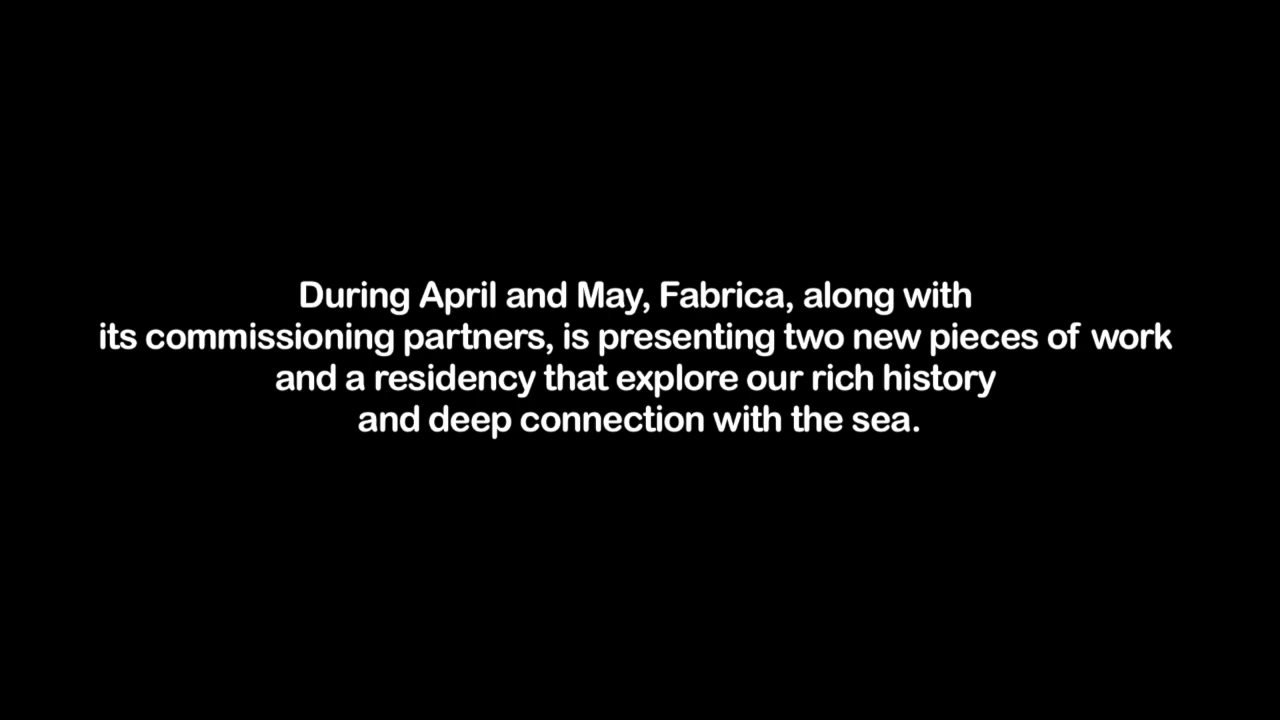 During April and May, Fabrica, along with
its commissioning partners, is presenting two new pieces of work
and a residency that explore our rich history
and deep connection with the sea.